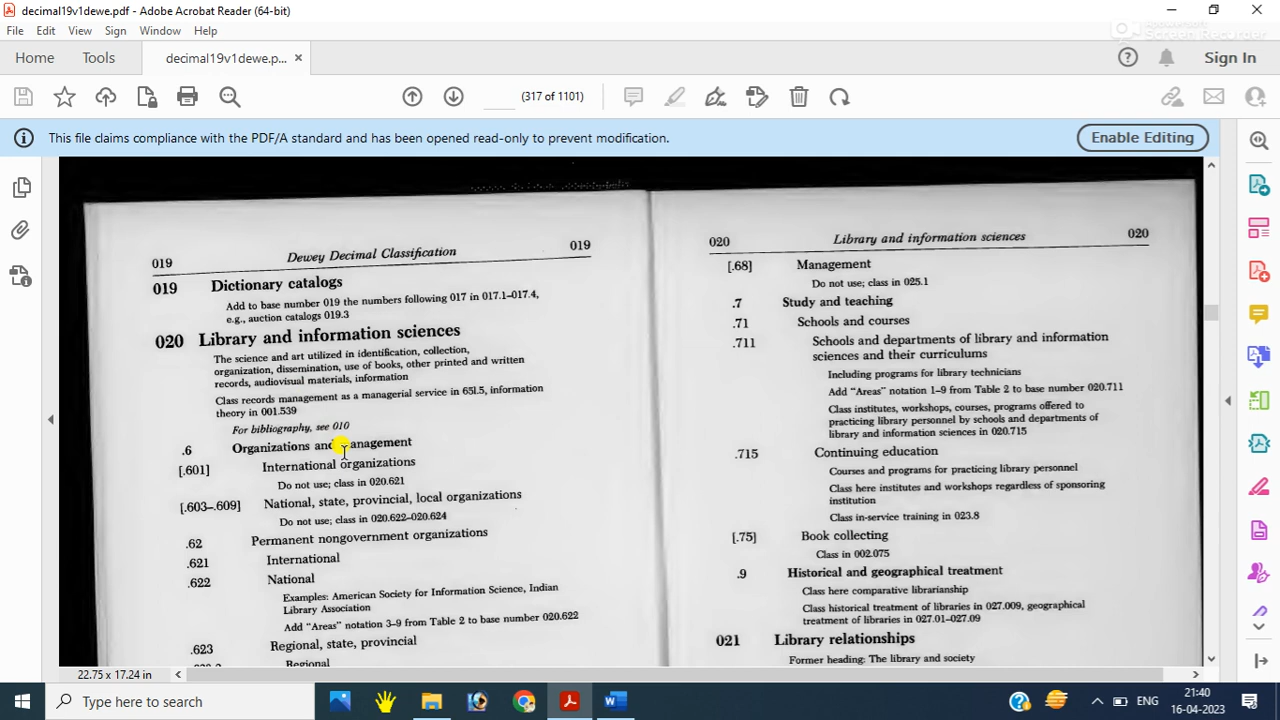 decimal19v1dewe.pdf - Adobe Acrobat Reader (64-bit)
File Edit View Sign Window Help
Screen Recorder
Home Tools decimal19v1dewe.p... × Sign In
(317 of 1101)
This file claims compliance with the PDF/A standard and has been opened read-only to prevent modification. Enable Editing
019 Dewey Decimal Classification 019
019 Dictionary catalogs
Add to base number 019 the numbers following 017 in 017.1–017.4,
e.g., auction catalogs 019.3
020 Library and information sciences
The science and art utilized in identification, collection,
organization, dissemination, use of books, other printed and written
records, audiovisual materials, information
Class records management as a managerial service in 651.5, information
theory in 001.539
For bibliography, see 010
.6 Organizations and management
[.601] International organizations
Do not use; class in 020.621
[.603–.609] National, state, provincial, local organizations
Do not use; class in 020.622–020.624
.62 Permanent nongovernment organizations
.621 International
.622 National
Examples: American Society for Information Science, Indian
Library Association
Add "Areas" notation 3–9 from Table 2 to base number 020.622
.623 Regional, state, provincial
Regional
020 Library and information sciences 020
[.68] Management
Do not use; class in 025.1
.7 Study and teaching
.71 Schools and courses
.711 Schools and departments of library and information
sciences and their curriculums
Including programs for library technicians
Add "Areas" notation 1–9 from Table 2 to base number 020.711
Class institutes, workshops, courses, programs offered to
practicing library personnel by schools and departments of
library and information sciences in 020.715
.715 Continuing education
Courses and programs for practicing library personnel
Class here institutes and workshops regardless of sponsoring
institution
Class in-service training in 023.8
[.75] Book collecting
Class in 002.075
.9 Historical and geographical treatment
Class here comparative librarianship
Class historical treatment of libraries in 027.009, geographical
treatment of libraries in 027.01–027.09
021 Library relationships
Former heading: The library and society
22.75 x 17.24 in
Type here to search
ENG
21:40
16-04-2023